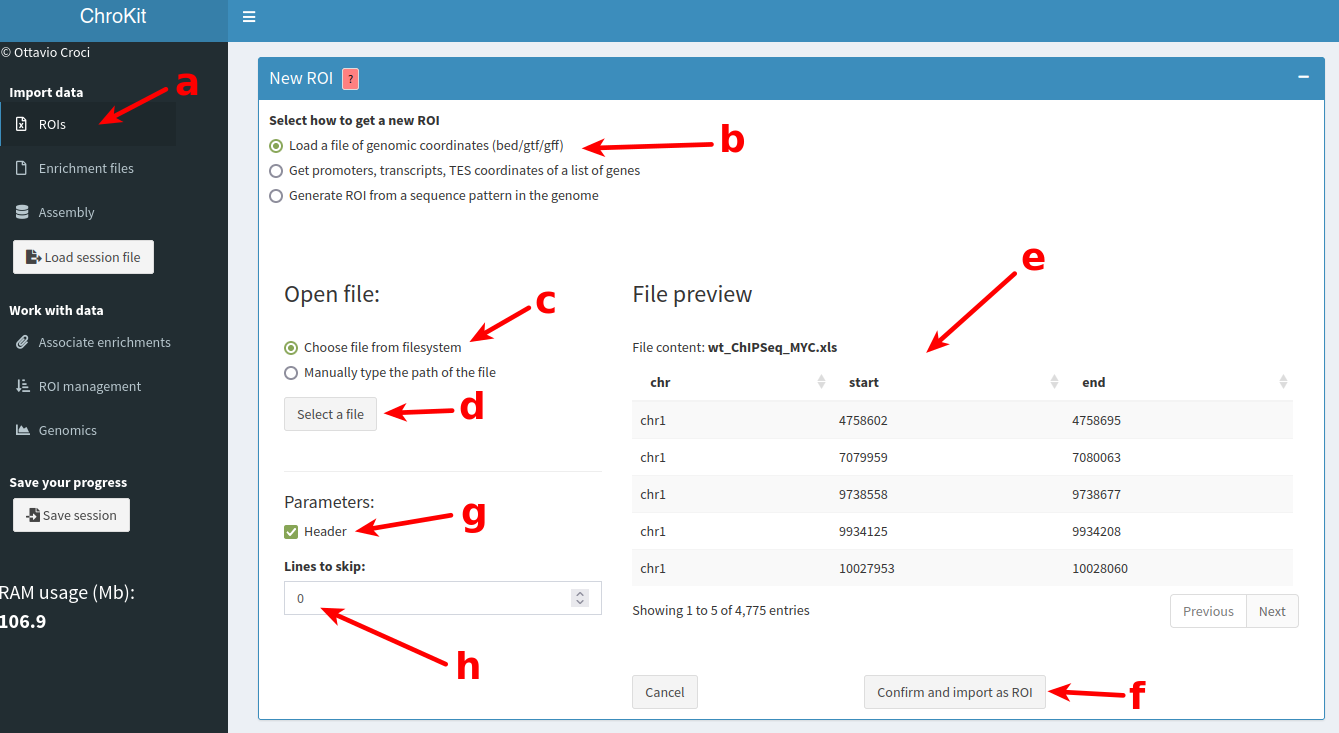 ChroKit
© Ottavio Croci
Import data
a
ROIs
Enrichment files
Assembly
Load session file
Work with data
Associate enrichments
ROI management
Genomics
Save your progress
Save session
RAM usage (Mb):
106.9
New ROI ?
Select how to get a new ROI
Load a file of genomic coordinates (bed/gtf/gff)
b
Get promoters, transcripts, TES coordinates of a list of genes
Generate ROI from a sequence pattern in the genome
Open file:
c
Choose file from filesystem
Manually type the path of the file
Select a file
d
Parameters:
g
Header
Lines to skip:
0
h
e
File preview
File content: wt_ChIPSeq_MYC.xls
chr start end
chr1 4758602 4758695
chr1 7079959 7080063
chr1 9738558 9738677
chr1 9934125 9934208
chr1 10027953 10028060
Showing 1 to 5 of 4,775 entries
Previous Next
Cancel
Confirm and import as ROI
f